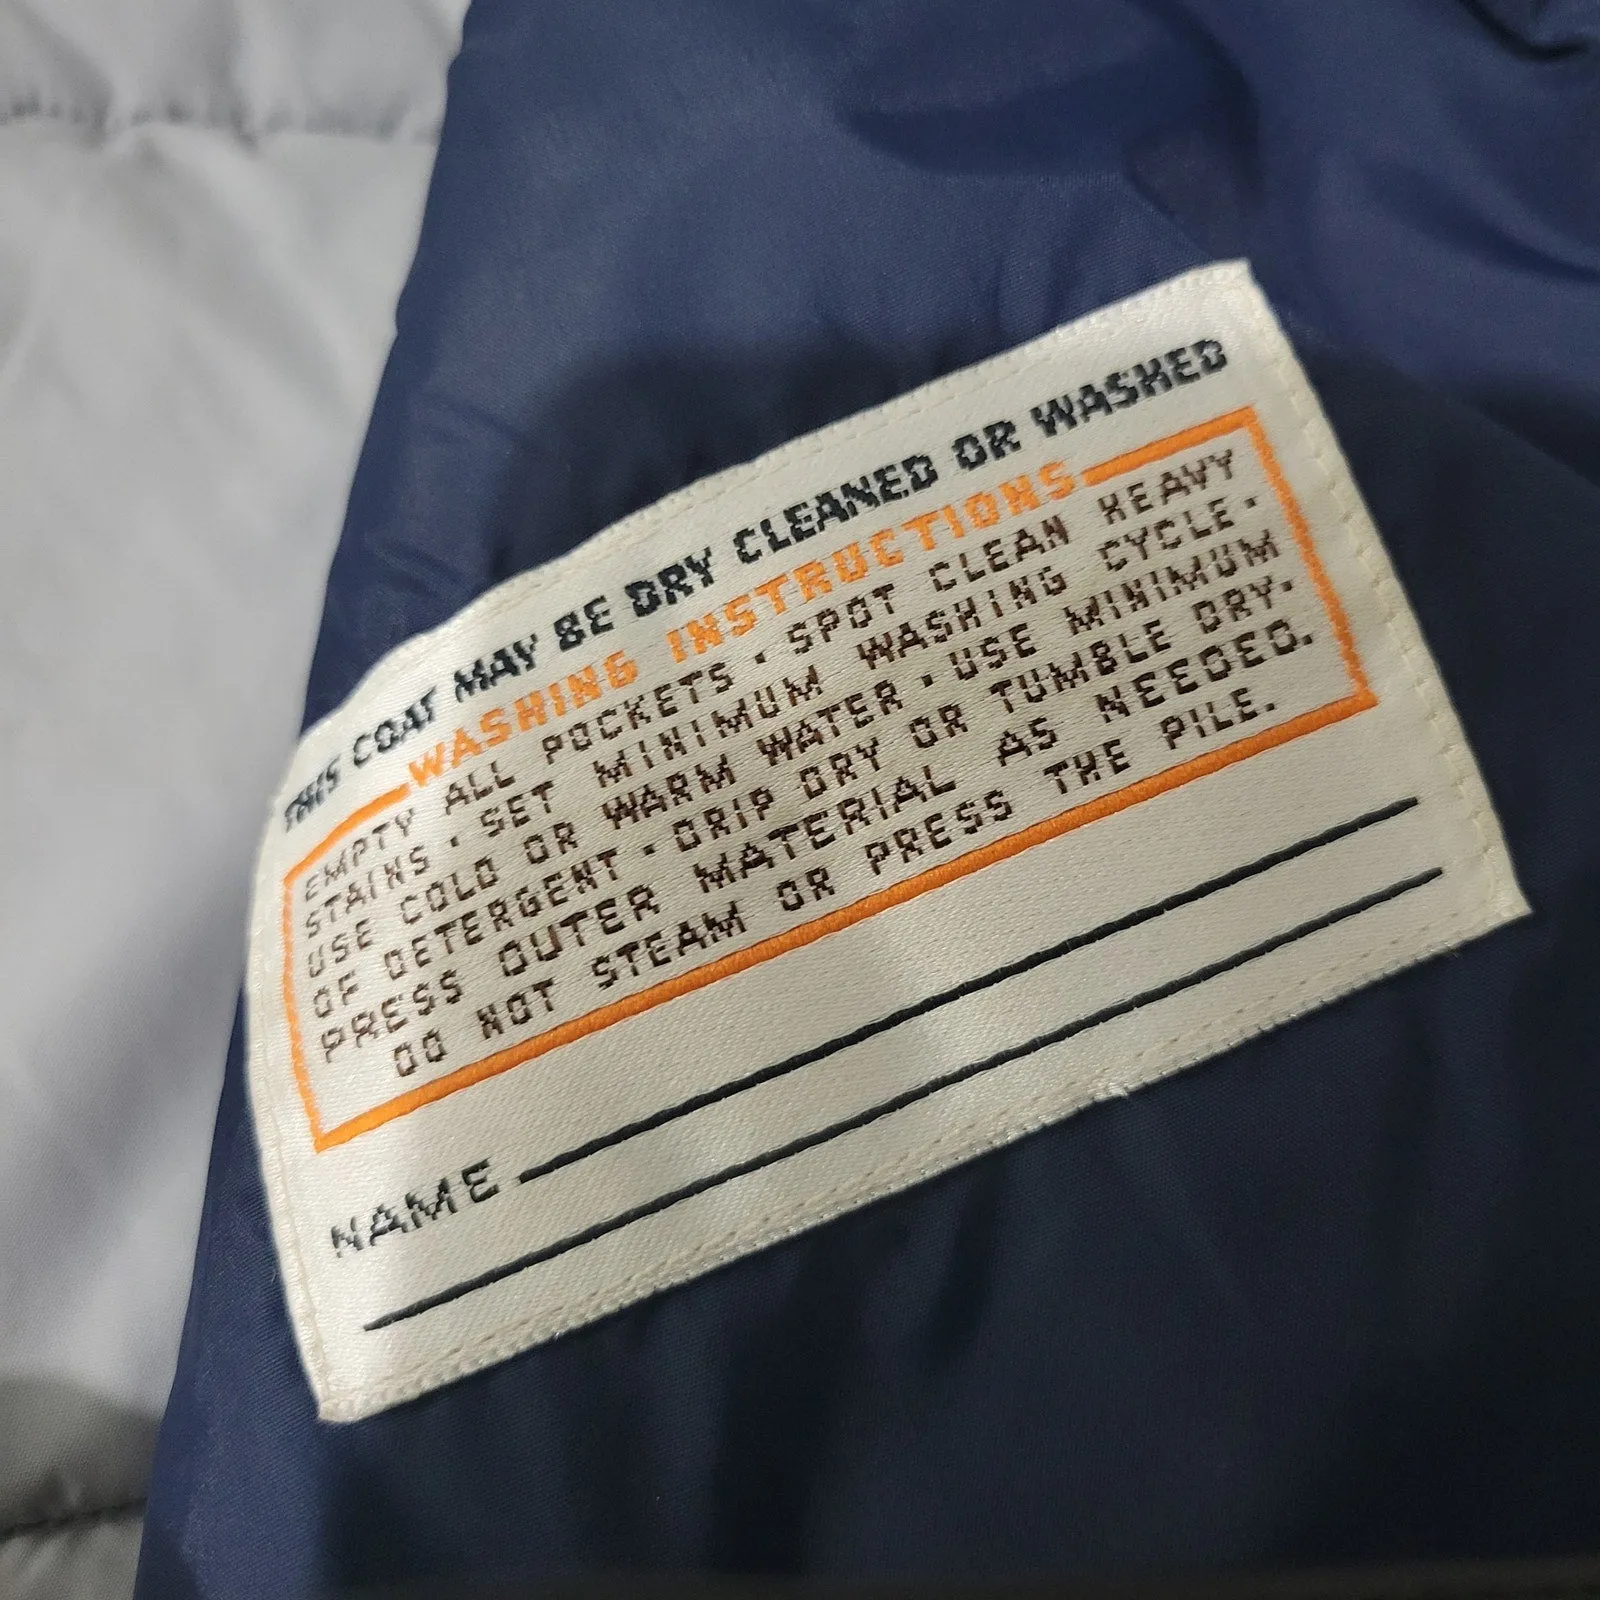 THIS COAT MAY BE DRY CLEANED OR WASHED
WASHING INSTRUCTIONS
EMPTY ALL POCKETS • SPOT CLEAN HEAVY
STAINS • SET MINIMUM WASHING CYCLE •
USE COLD OR WARM WATER • USE MINIMUM
OF DETERGENT • DRIP DRY OR TUMBLE DRY.
PRESS OUTER MATERIAL AS NEEDED.
DO NOT STEAM OR PRESS THE PILE.
NAME